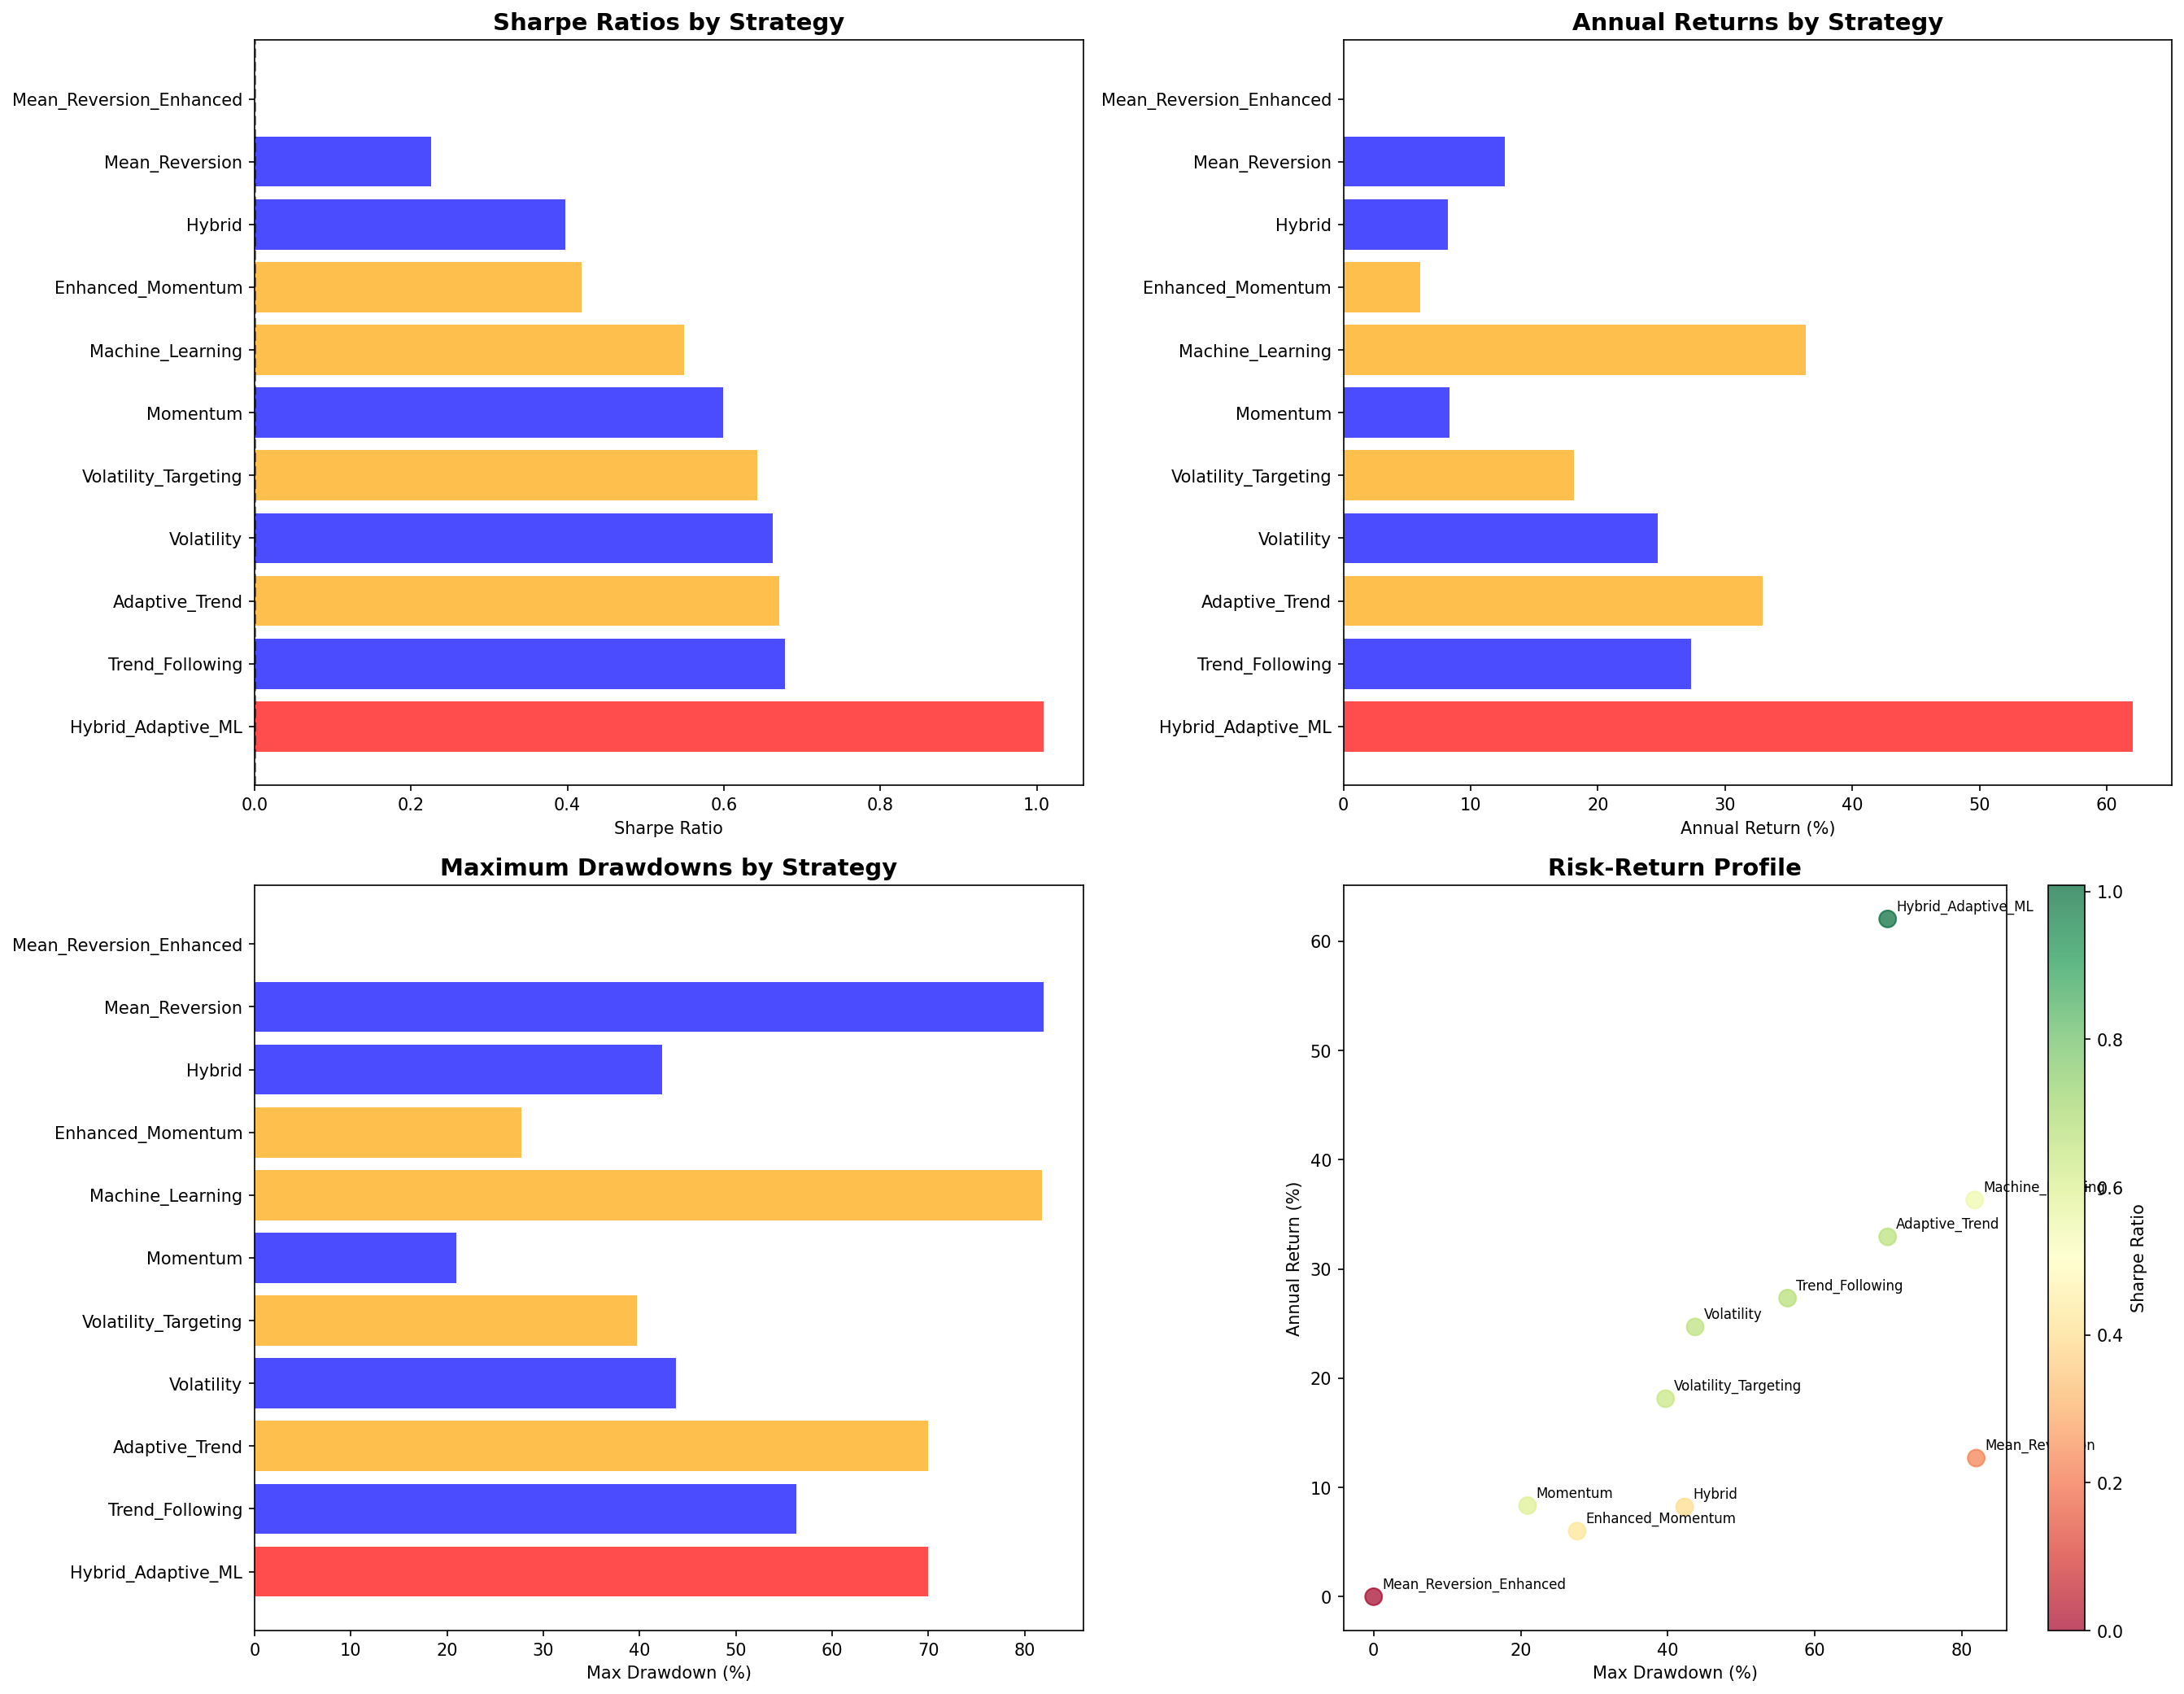 Sharpe Ratios by Strategy
Mean_Reversion_Enhanced
Mean_Reversion
Hybrid
Enhanced_Momentum
Machine_Learning
Momentum
Volatility_Targeting
Volatility
Adaptive_Trend
Trend_Following
Hybrid_Adaptive_ML
0.0 0.2 0.4 0.6 0.8 1.0
Sharpe Ratio
Annual Returns by Strategy
Mean_Reversion_Enhanced
Mean_Reversion
Hybrid
Enhanced_Momentum
Machine_Learning
Momentum
Volatility_Targeting
Volatility
Adaptive_Trend
Trend_Following
Hybrid_Adaptive_ML
0 10 20 30 40 50 60
Annual Return (%)
Maximum Drawdowns by Strategy
Mean_Reversion_Enhanced
Mean_Reversion
Hybrid
Enhanced_Momentum
Machine_Learning
Momentum
Volatility_Targeting
Volatility
Adaptive_Trend
Trend_Following
Hybrid_Adaptive_ML
0 10 20 30 40 50 60 70 80
Max Drawdown (%)
Risk-Return Profile
Annual Return (%)
60
50
40
30
20
10
0
Hybrid_Adaptive_ML
Adaptive_Trend
Trend_Following
Volatility
Volatility_Targeting
Momentum
Hybrid
Enhanced_Momentum
Mean_Reversion_Enhanced
0 20 40 60 80
Max Drawdown (%)
1.0
0.8
0.6
0.4
0.2
0.0
Sharpe Ratio